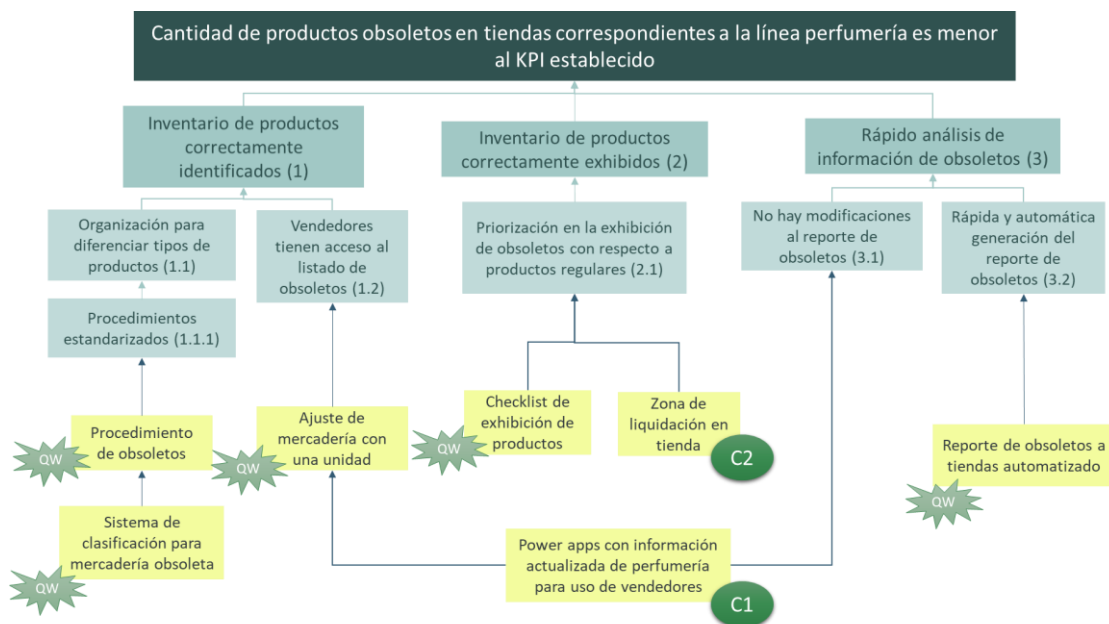 Cantidad de productos obsoletos en tiendas correspondientes a la línea perfumería es menor
al KPI establecido
Inventario de productos
correctamente
identificados (1)
Inventario de productos
correctamente exhibidos (2)
Rápido análisis de
información de obsoletos (3)
Organización para
diferenciar tipos de
productos (1.1)
Vendedores
tienen acceso al
listado de
obsoletos (1.2)
Priorización en la exhibición
de obsoletos con respecto a
productos regulares (2.1)
No hay modificaciones
al reporte de
obsoletos (3.1)
Rápida y automática
generación del
reporte de
obsoletos (3.2)
Procedimientos
estandarizados (1.1.1)
Procedimiento
de obsoletos
QW
Ajuste de
mercadería con
una unidad
QW
Checklist de
exhibición de
productos
QW
Zona de
liquidación en
tienda
C2
Reporte de obsoletos a
tiendas automatizado
QW
Sistema de
clasificación para
mercadería obsoleta
QW
Power apps con información
actualizada de perfumería
para uso de vendedores
C1